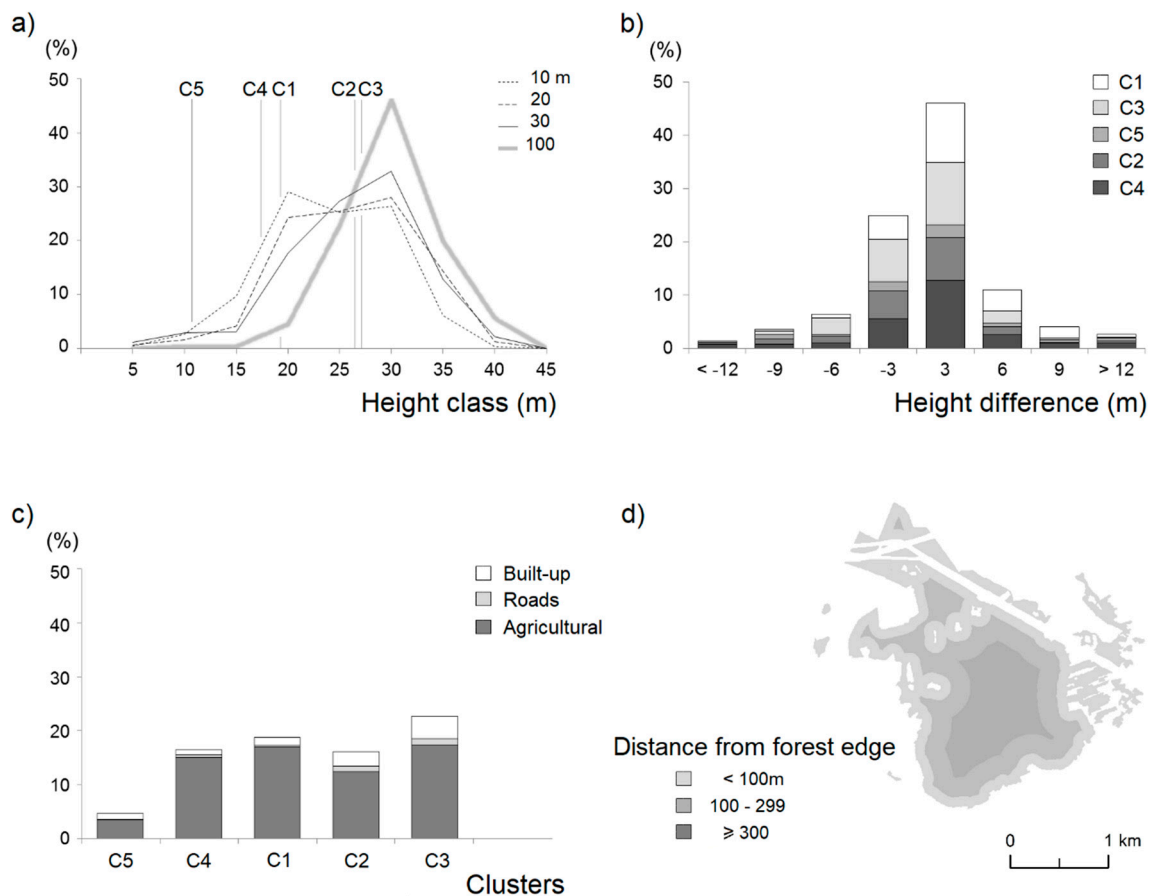 a)
(%)
50
40
30
20
10
0
C5 C4 C1 C2 C3
10 m
20
30
100
5 10 15 20 25 30 35 40 45
Height class (m)
b)
(%)
50
40
30
20
10
0
C1
C3
C5
C2
C4
< -12 -9 -6 -3 3 6 9 > 12
Height difference (m)
c)
(%)
50
40
30
20
10
0
Built-up
Roads
Agricultural
C5 C4 C1 C2 C3
Clusters
d)
Distance from forest edge
< 100m
100 - 299
⩾ 300
0 1 km